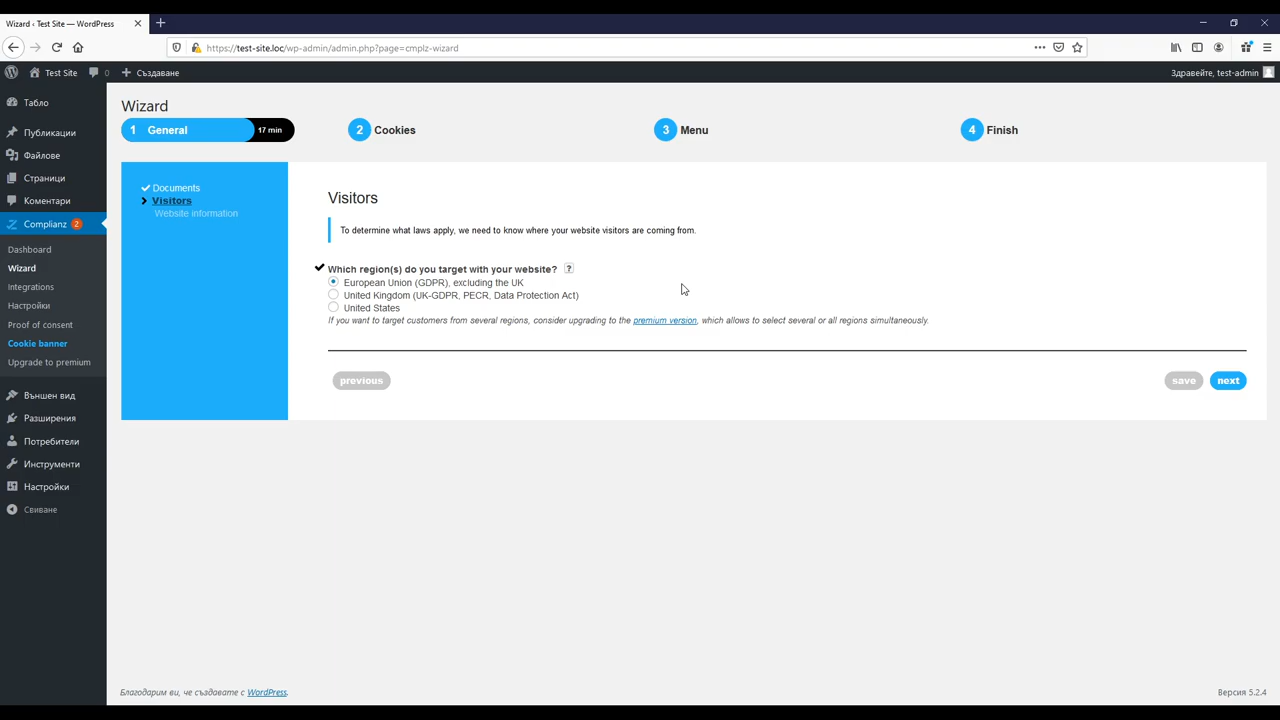 Wizard ‹ Test Site — WordPress
https://test-site.loc/wp-admin/admin.php?page=cmplz-wizard
Test Site
0
Създаване
Здравейте, test-admin
Табло
Публикации
Файлове
Страници
Коментари
Complianz 2
Dashboard
Wizard
Integrations
Настройки
Proof of consent
Cookie banner
Upgrade to premium
Външен вид
Разширения
Потребители
Инструменти
Настройки
Свиване
Wizard
1 General 17 min
2 Cookies
3 Menu
4 Finish
Documents
Visitors
Website information
Visitors
To determine what laws apply, we need to know where your website visitors are coming from.
Which region(s) do you target with your website? ?
European Union (GDPR), excluding the UK
United Kingdom (UK-GDPR, PECR, Data Protection Act)
United States
If you want to target customers from several regions, consider upgrading to the premium version, which allows to select several or all regions simultaneously.
previous
save
next
Благодарим ви, че създавате с WordPress.
Версия 5.2.4